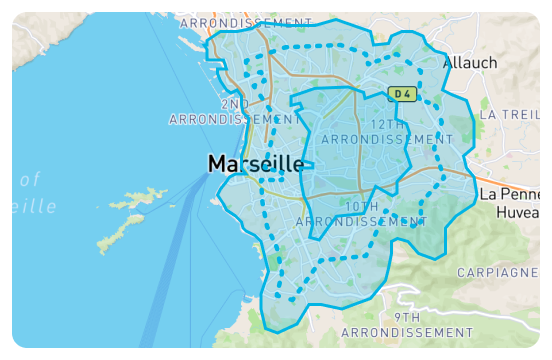 ARRONDISSEMENT
Allauch
D 4
2ND
ARRONDISSEMENT
LA TREIL
12TH
ARRONDISSEMENT
Marseille
of
eille
La Penne
Huveau
10TH
ARRONDISSEMENT
CARPIAGNE
9TH
ARRONDISSEMENT